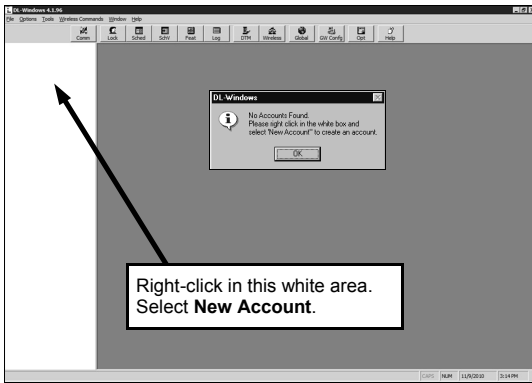 DL-Windows 4.1.96
File Options Tools Wireless Commands Window Help
Comm Lock Sched SchV Feat Log DTM Wireless Global GW Config Opt Help
DL-Windows
No Accounts Found.
Please right click in the white box and
select "New Account" to create an account.
OK
Right-click in this white area.
Select New Account.
CAPS NUM 11/9/2010 3:14 PM